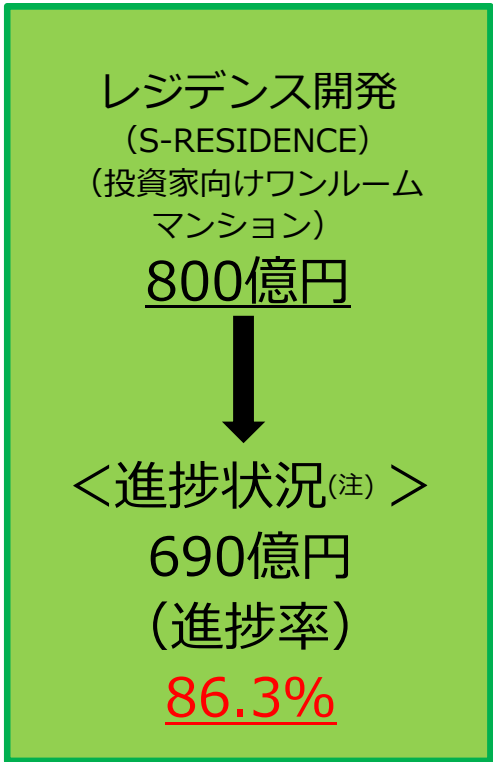 レジデンス開発
（S-RESIDENCE）
（投資家向けワンルーム
マンション）
800億円
＜進捗状況(注) ＞
690億円
（進捗率）
86.3%